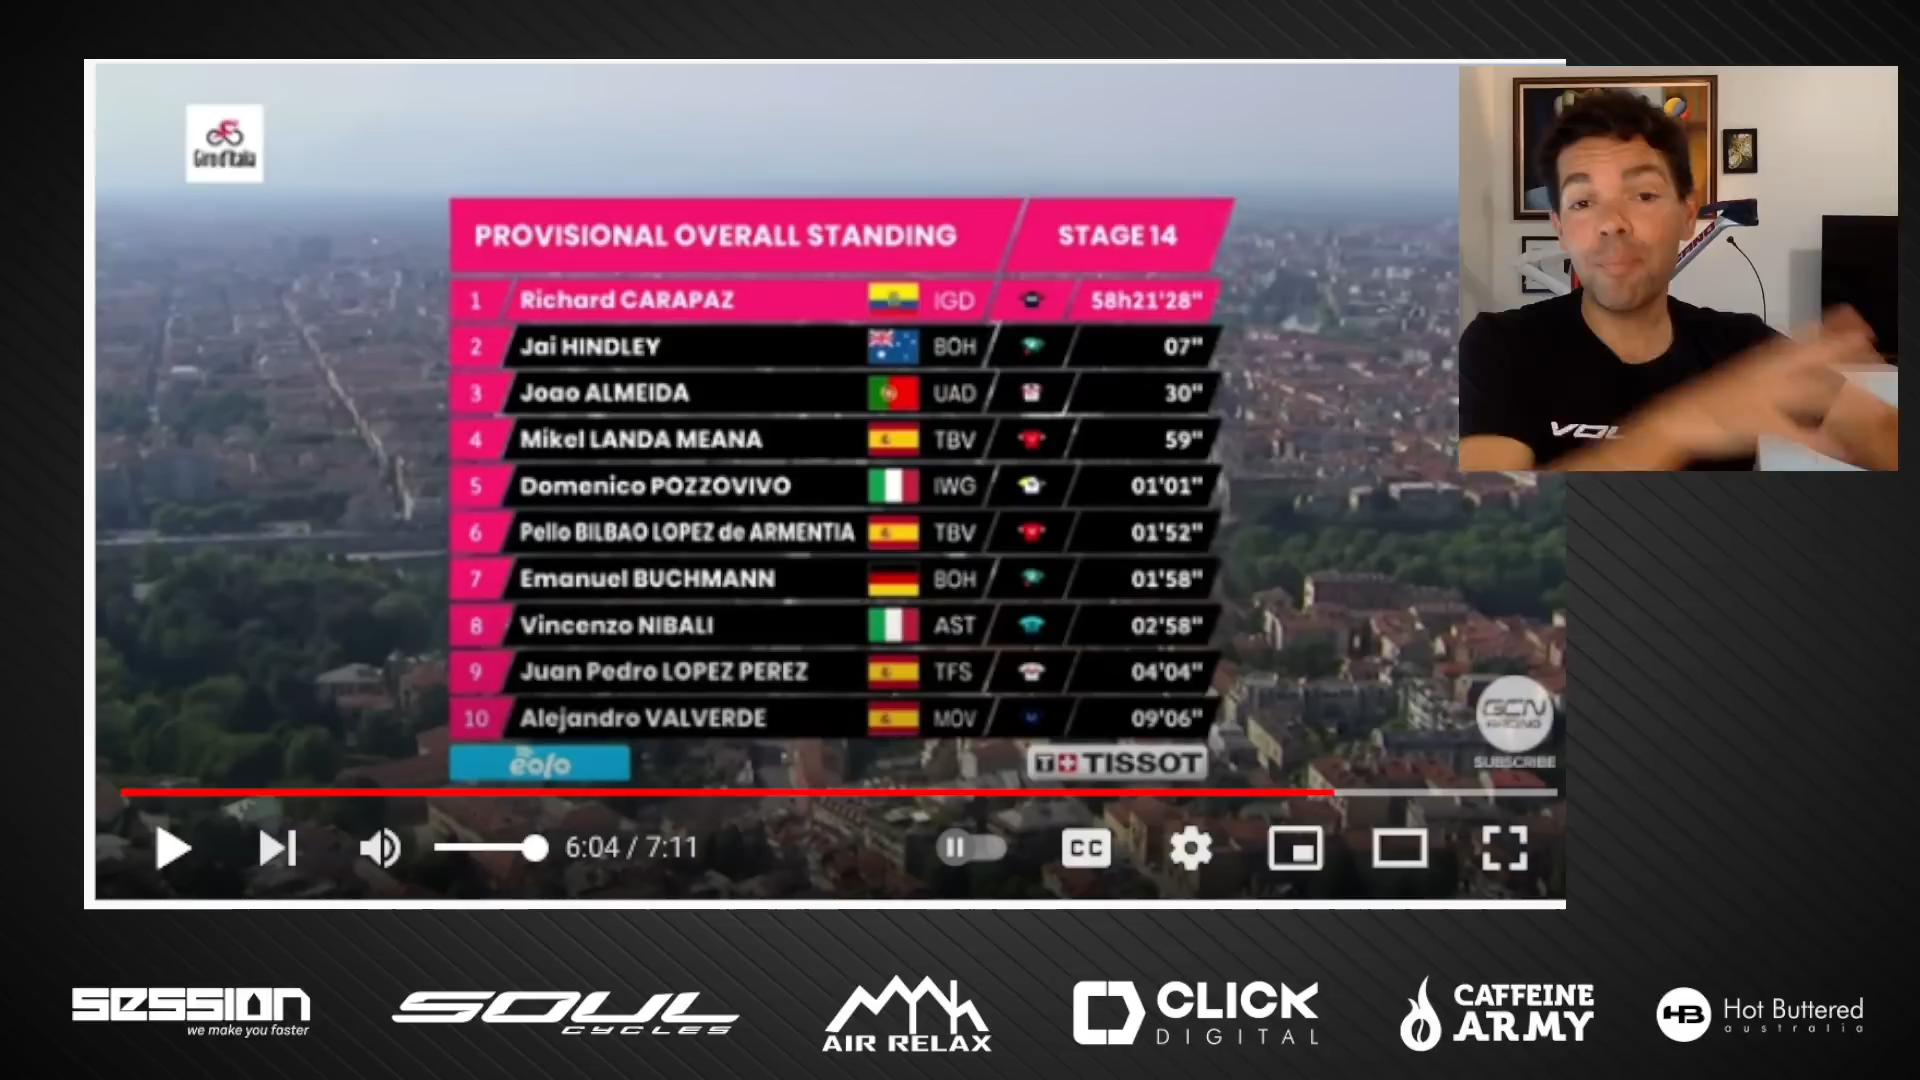 Giro d'Italia
PROVISIONAL OVERALL STANDING STAGE 14
1 Richard CARAPAZ IGD 58h21'28"
2 Jai HINDLEY BOH 07"
3 Joao ALMEIDA UAD 30"
4 Mikel LANDA MEANA TBV 59"
5 Domenico POZZOVIVO IWG 01'01"
6 Pello BILBAO LOPEZ de ARMENTIA TBV 01'52"
7 Emanuel BUCHMANN BOH 01'58"
8 Vincenzo NIBALI AST 02'58"
9 Juan Pedro LOPEZ PEREZ TFS 04'04"
10 Alejandro VALVERDE MOV 09'06"
eolo
T+ TISSOT
GCN
RACING
SUBSCRIBE
6:04 / 7:11
CC
VOL
SESSION
we make you faster
SOUL
CYCLES
AIR RELAX
CLICK
DIGITAL
CAFFEINE
ARMY
HB
Hot Buttered
australia